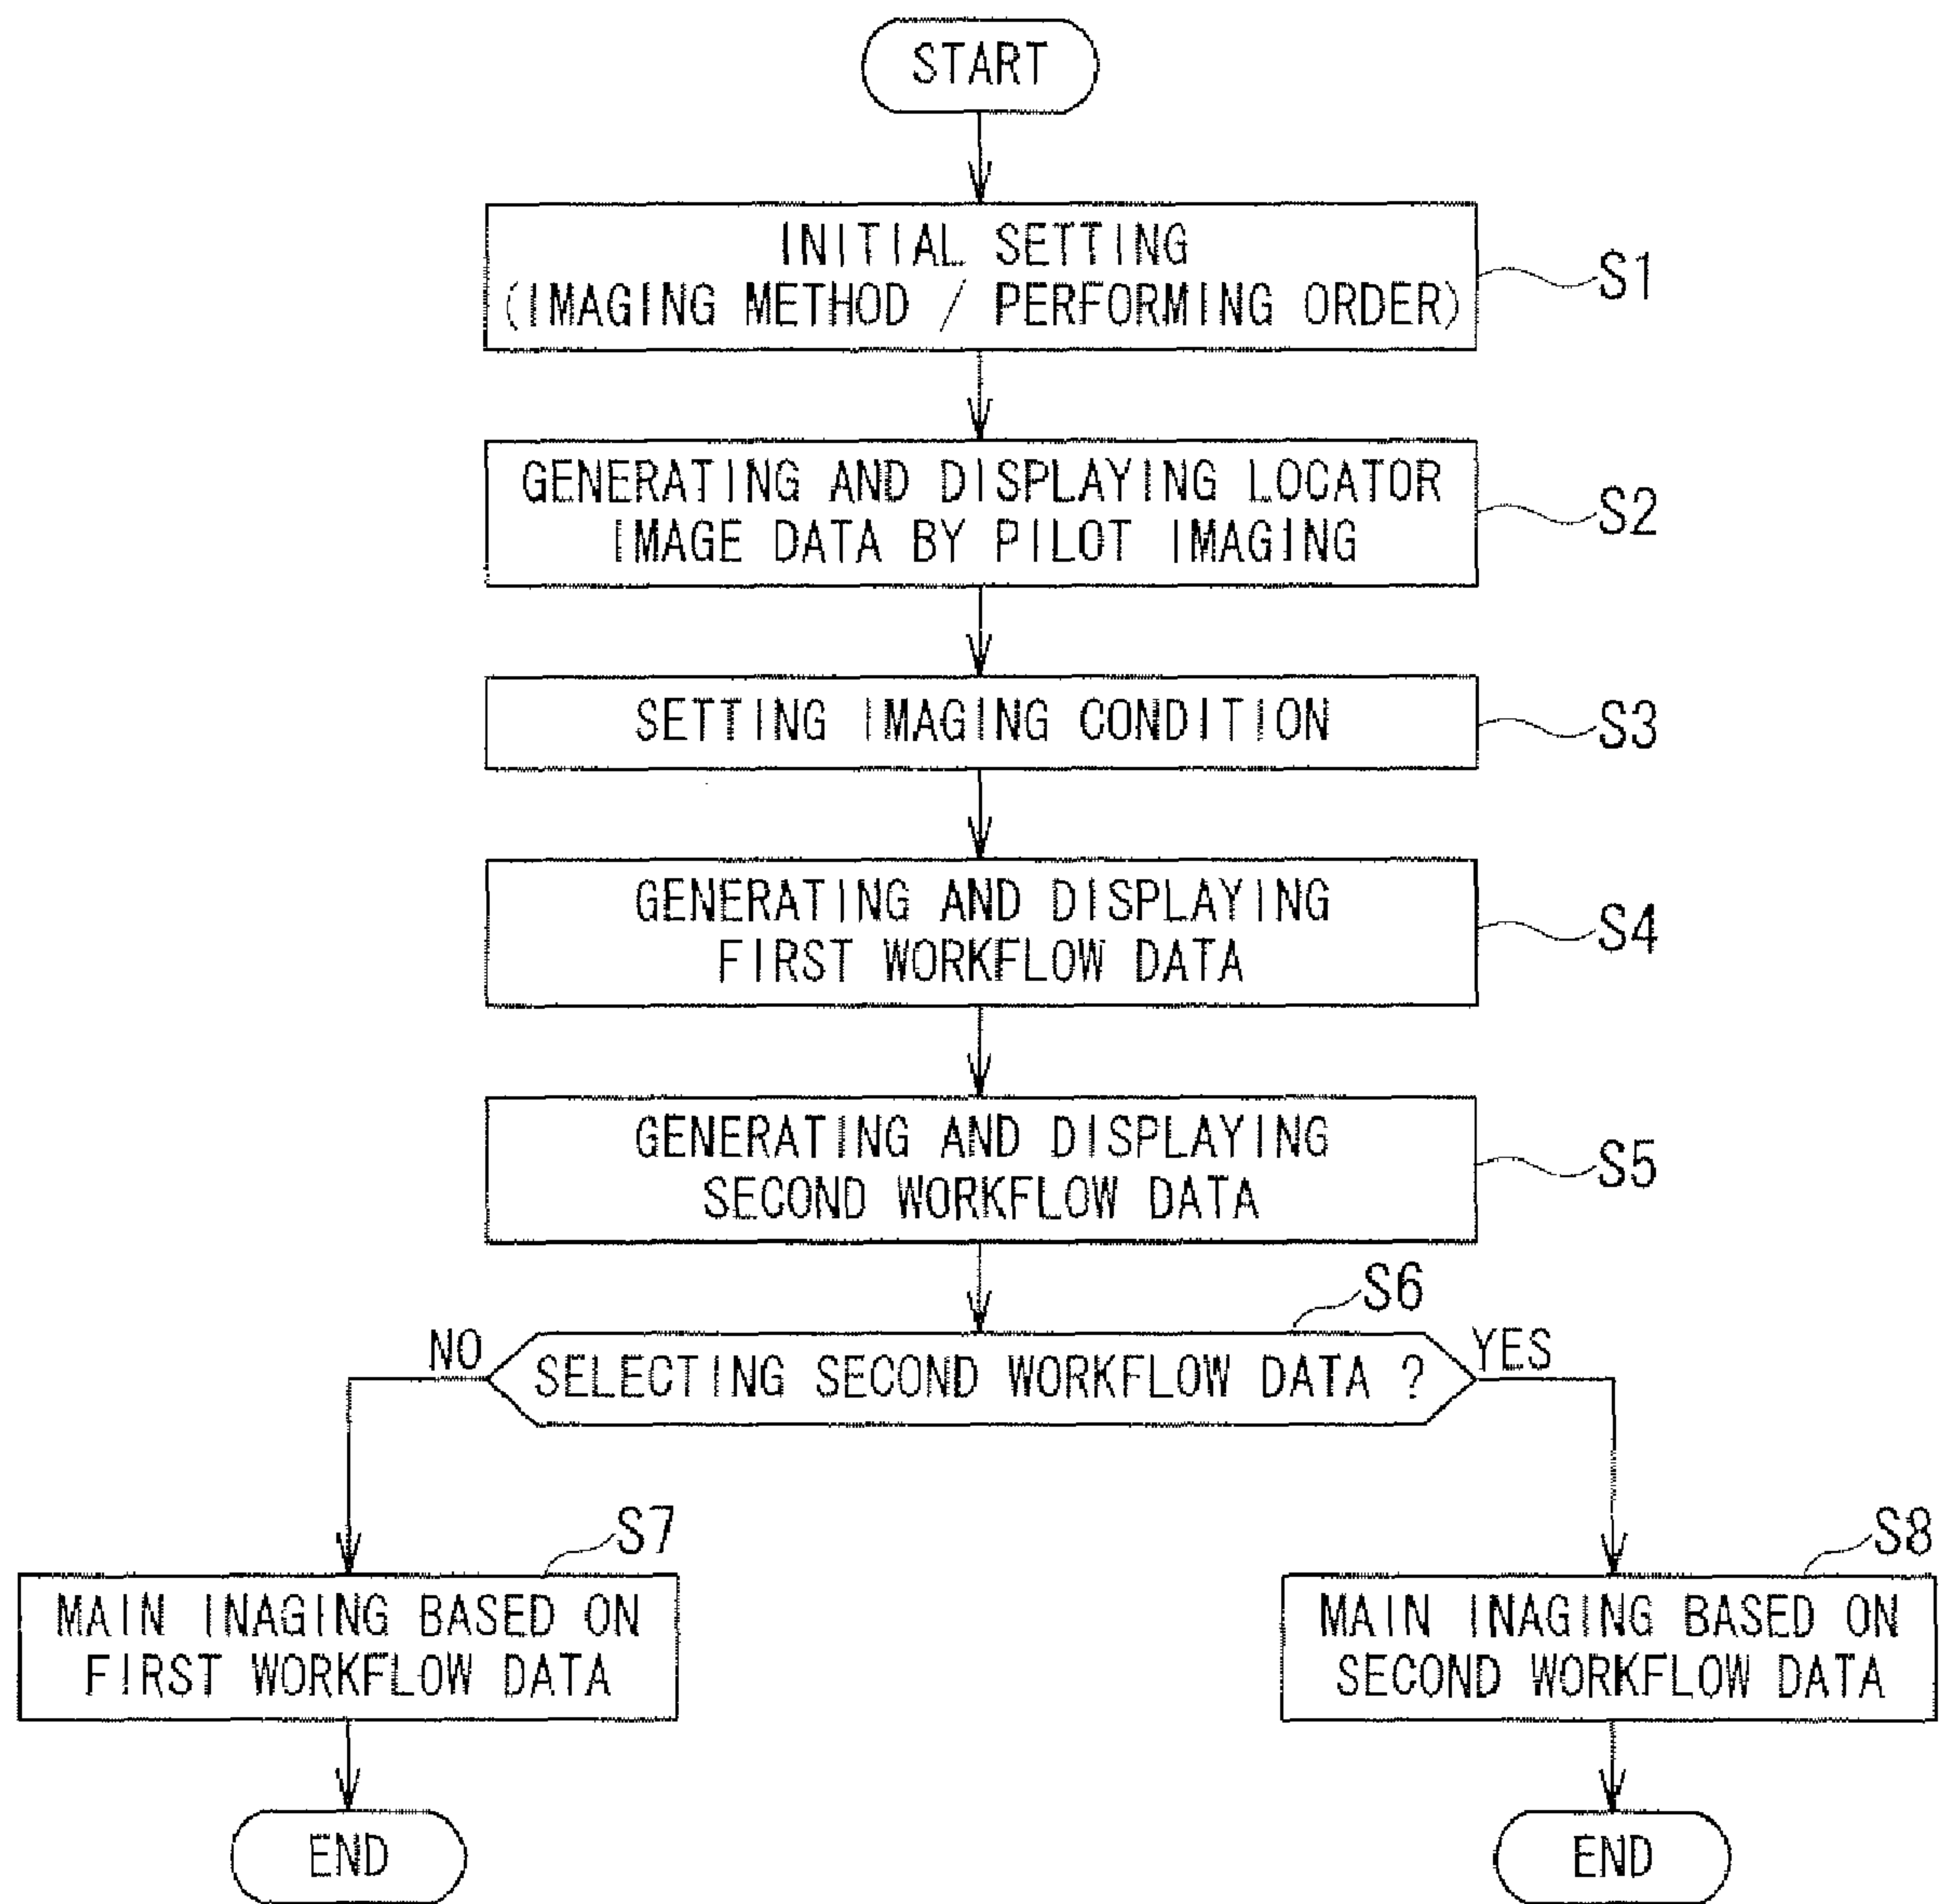 START
INITIAL SETTING
(IMAGING METHOD / PERFORMING ORDER)
S1
GENERATING AND DISPLAYING LOCATOR
IMAGE DATA BY PILOT IMAGING
S2
SETTING IMAGING CONDITION
S3
GENERATING AND DISPLAYING
FIRST WORKFLOW DATA
S4
GENERATING AND DISPLAYING
SECOND WORKFLOW DATA
S5
S6
NO
SELECTING SECOND WORKFLOW DATA ?
YES
S7
MAIN INAGING BASED ON
FIRST WORKFLOW DATA
END
S8
MAIN INAGING BASED ON
SECOND WORKFLOW DATA
END